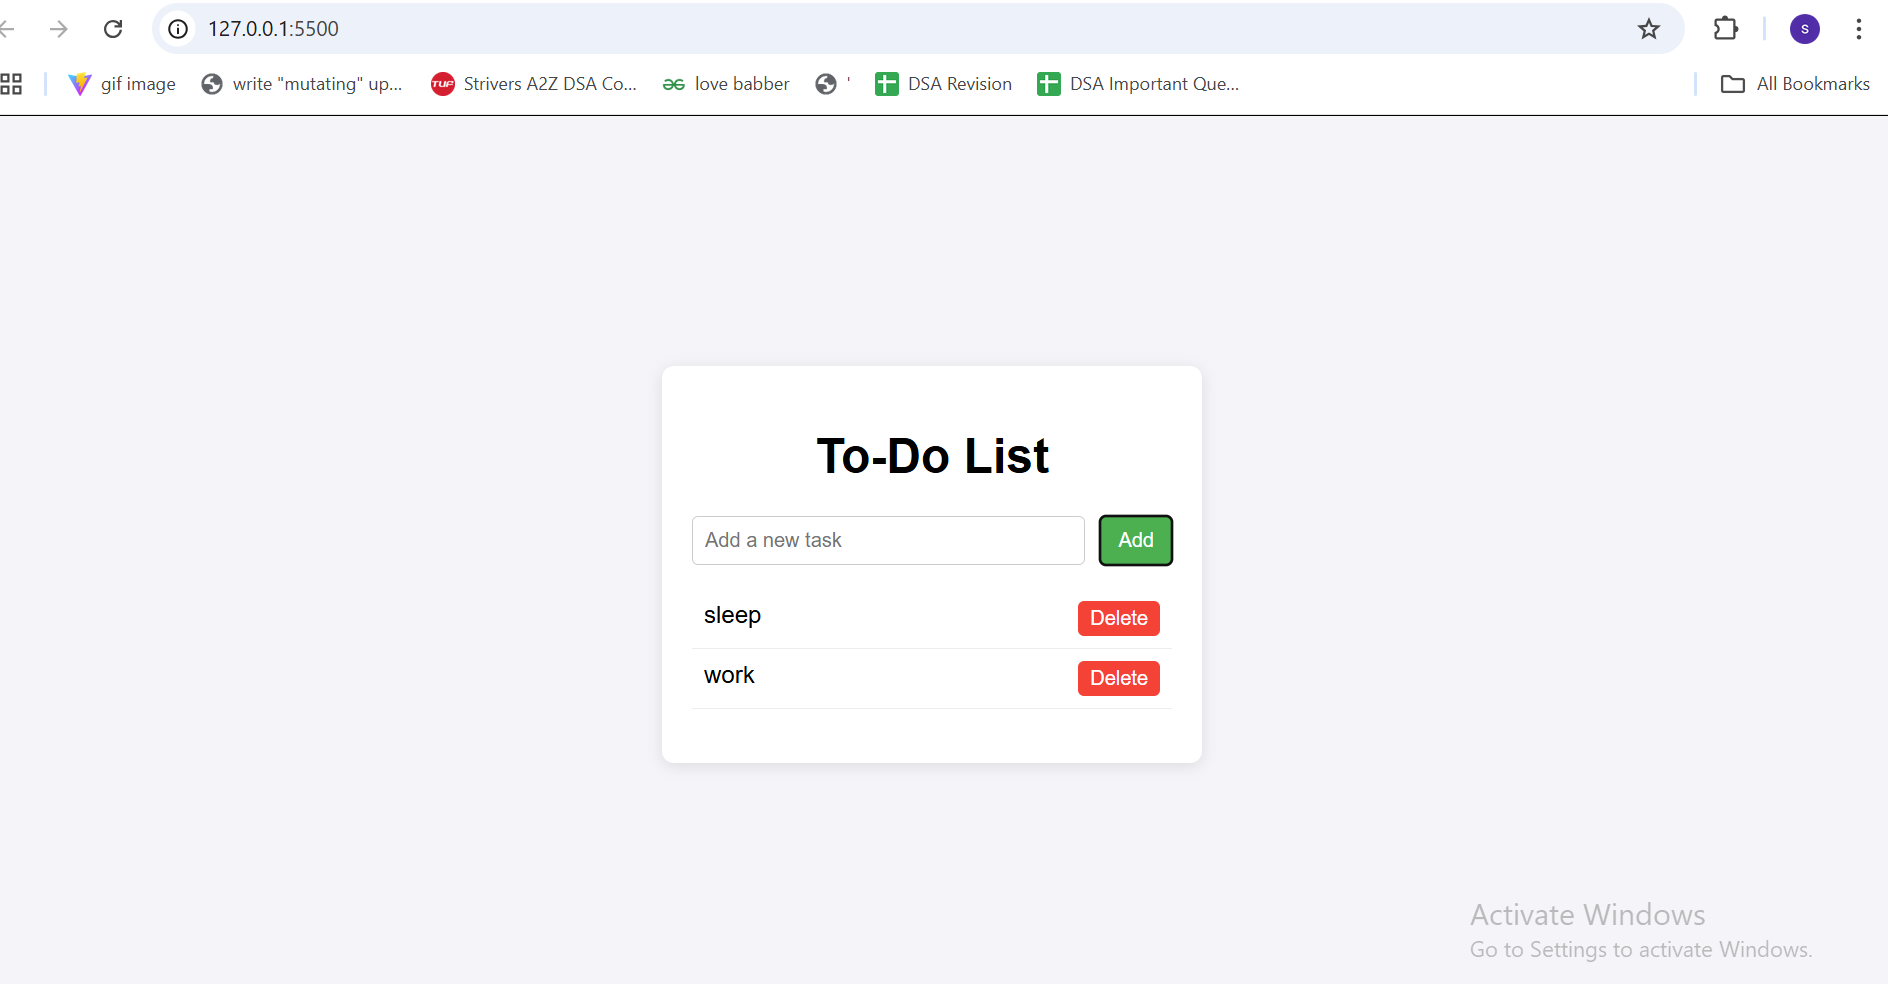 127.0.0.1:5500
S
gif image
write "mutating" up...
TUF
Strivers A2Z DSA Co...
love babber
'
DSA Revision
DSA Important Que...
All Bookmarks
To-Do List
Add a new task
Add
sleep
Delete
work
Delete
Activate Windows
Go to Settings to activate Windows.